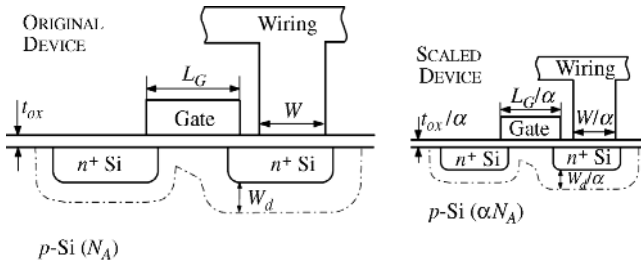 ORIGINAL
DEVICE
Wiring
L_G
t_ox
Gate
W
n⁺ Si
n⁺ Si
W_d
p-Si (N_A)
SCALED
DEVICE
Wiring
L_G/α
t_ox/α
Gate
W/α
n⁺ Si
n⁺ Si
W_d/α
p-Si (αN_A)